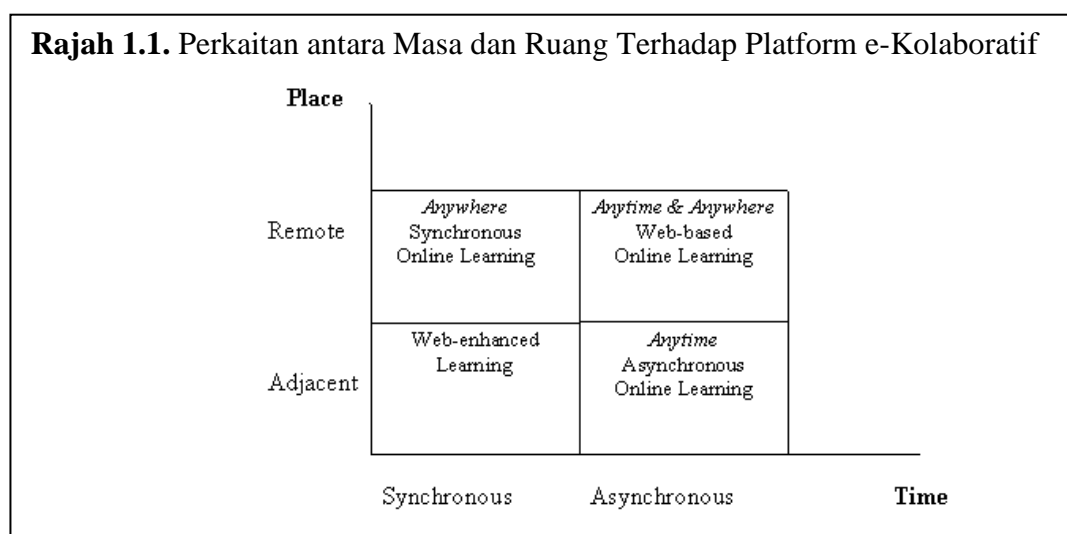 Rajah 1.1. Perkaitan antara Masa dan Ruang Terhadap Platform e-Kolaboratif
Place
Remote
Anywhere
Synchronous
Online Learning
Anytime & Anywhere
Web-based
Online Learning
Adjacent
Web-enhanced
Learning
Anytime
Asynchronous
Online Learning
Synchronous
Asynchronous
Time